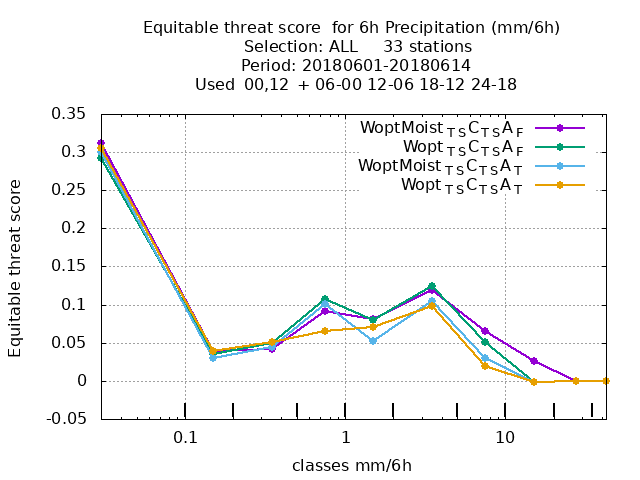 Equitable threat score  for 6h Precipitation (mm/6h)
Selection: ALL     33 stations
Period: 20180601-20180614
Used  00,12  + 06-00 12-06 18-12 24-18
WoptMoist TS C TS A F
Wopt TS C TS A F
WoptMoist TS C TS A T
Wopt TS C TS A T
0.35
0.3
0.25
0.2
0.15
0.1
0.05
0
-0.05
Equitable threat score
0.1 1 10
classes mm/6h